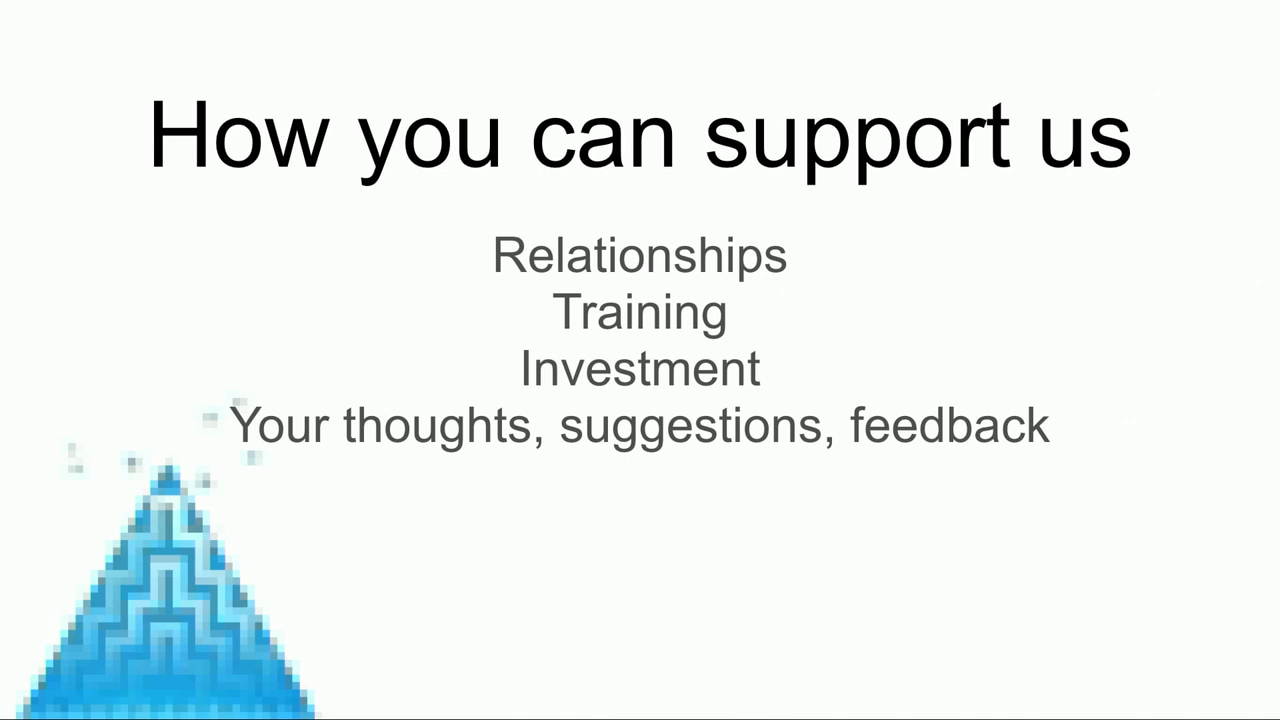 How you can support us
Relationships
Training
Investment
Your thoughts, suggestions, feedback